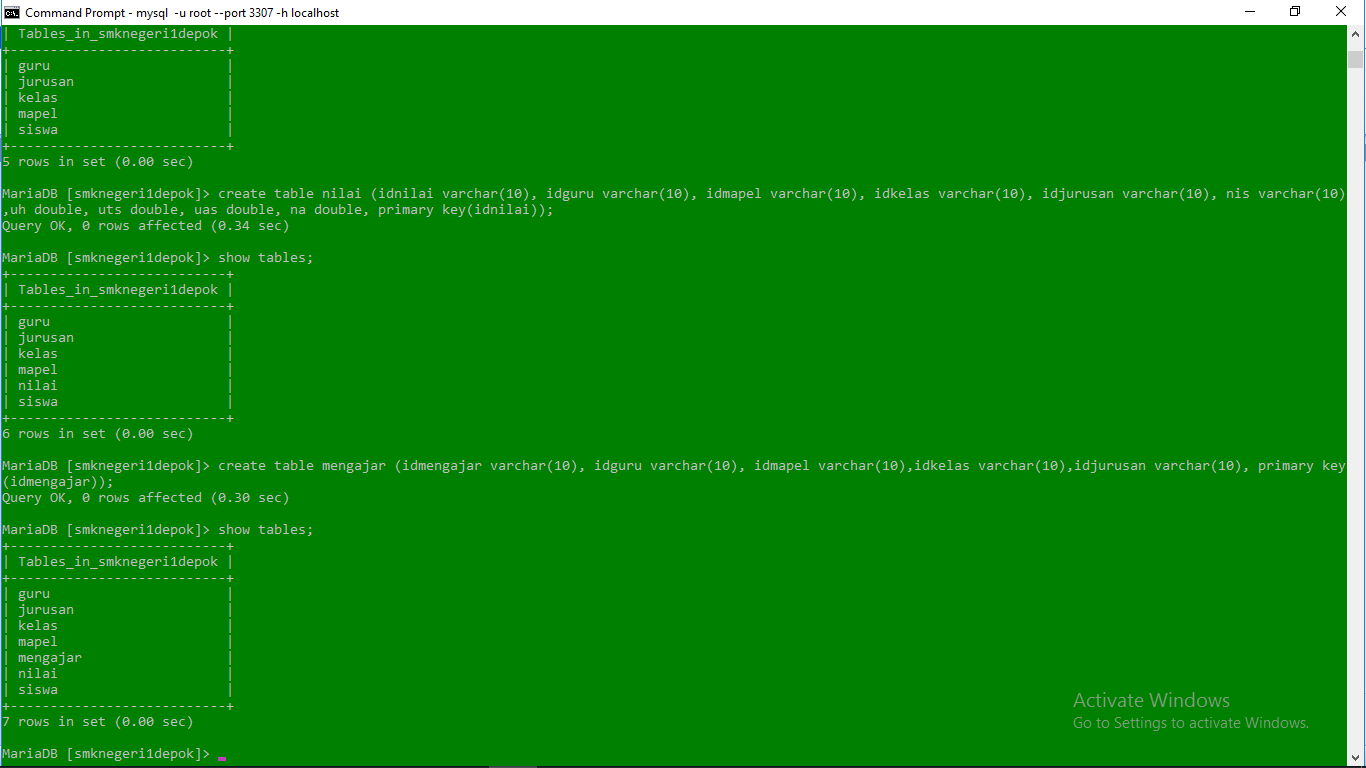 Command Prompt - mysql -u root --port 3307 -h localhost
| Tables_in_smknegeri1depok |
+---------------------------+
| guru                      |
| jurusan                   |
| kelas                     |
| mapel                     |
| siswa                     |
+---------------------------+
5 rows in set (0.00 sec)
MariaDB [smknegeri1depok]> create table nilai (idnilai varchar(10), idguru varchar(10), idmapel varchar(10), idkelas varchar(10), idjurusan varchar(10), nis varchar(10)
,uh double, uts double, uas double, na double, primary key(idnilai));
Query OK, 0 rows affected (0.34 sec)
MariaDB [smknegeri1depok]> show tables;
+---------------------------+
| Tables_in_smknegeri1depok |
+---------------------------+
| guru                      |
| jurusan                   |
| kelas                     |
| mapel                     |
| nilai                     |
| siswa                     |
+---------------------------+
6 rows in set (0.00 sec)
MariaDB [smknegeri1depok]> create table mengajar (idmengajar varchar(10), idguru varchar(10), idmapel varchar(10),idkelas varchar(10),idjurusan varchar(10), primary key
(idmengajar));
Query OK, 0 rows affected (0.30 sec)
MariaDB [smknegeri1depok]> show tables;
+---------------------------+
| Tables_in_smknegeri1depok |
+---------------------------+
| guru                      |
| jurusan                   |
| kelas                     |
| mapel                     |
| mengajar                  |
| nilai                     |
| siswa                     |
+---------------------------+
7 rows in set (0.00 sec)
MariaDB [smknegeri1depok]>
Activate Windows
Go to Settings to activate Windows.